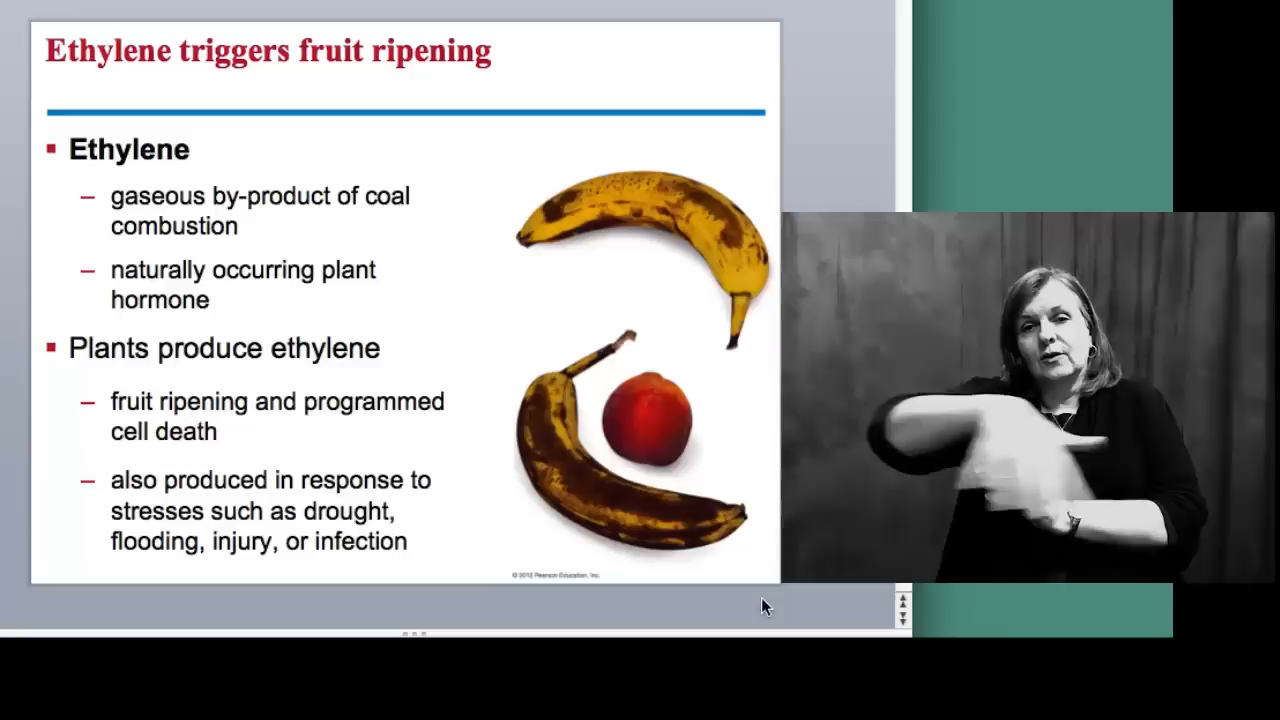 Ethylene triggers fruit ripening
Ethylene
– gaseous by-product of coal
combustion
– naturally occurring plant
hormone
Plants produce ethylene
– fruit ripening and programmed
cell death
– also produced in response to
stresses such as drought,
flooding, injury, or infection
© 2012 Pearson Education, Inc.